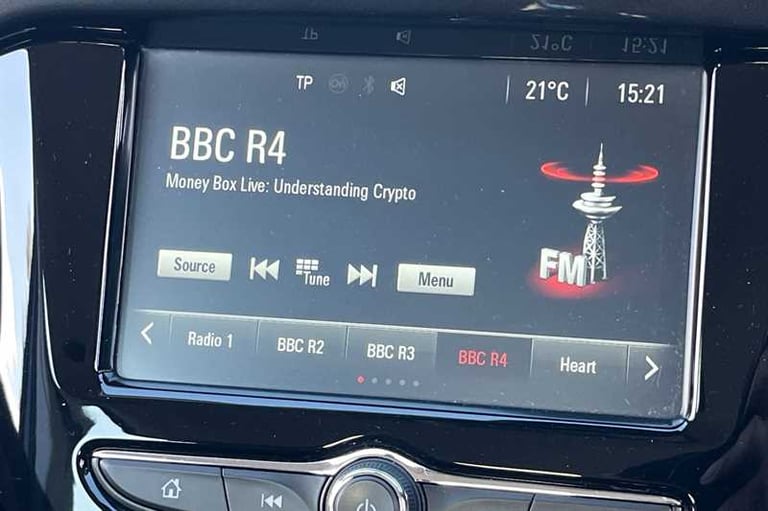 TP 21°C 15:21
BBC R4
Money Box Live: Understanding Crypto
FM
Source Tune Menu
Radio 1 BBC R2 BBC R3 BBC R4 Heart